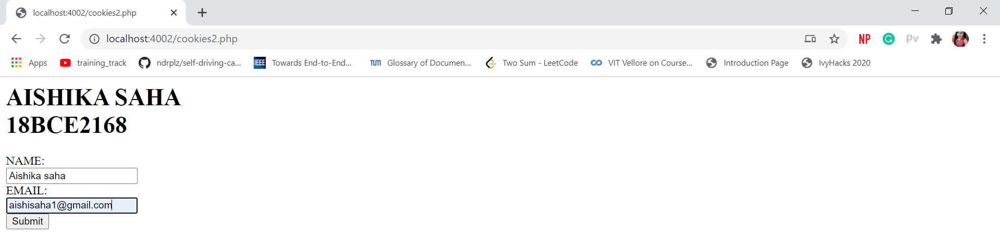 localhost:4002/cookies2.php
localhost:4002/cookies2.php
NP G pv
Apps training_track ndrplz/self-driving-ca... IEEE Towards End-to-End... TUM Glossary of Documen... Two Sum - LeetCode VIT Vellore on Course... Introduction Page IvyHacks 2020
AISHIKA SAHA
18BCE2168
NAME:
Aishika saha
EMAIL:
aishisaha1@gmail.com
Submit